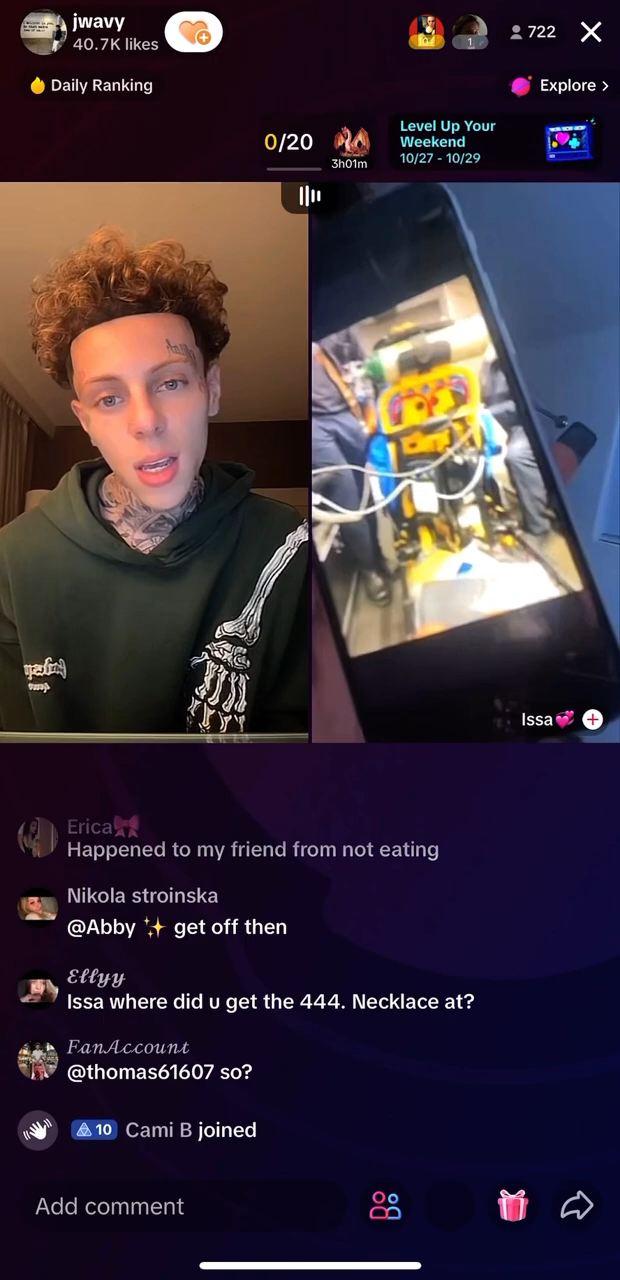 jwavy
40.7K likes
1
722
Daily Ranking
Explore >
0/20
3h01m
Level Up Your
Weekend
10/27 - 10/29
Issa💞
Erica🎀
Happened to my friend from not eating
Nikola stroinska
@Abby ✨ get off then
𝓔𝓵𝓵𝔂𝔂
Issa where did u get the 444. Necklace at?
𝐹𝑎𝑛𝐴𝑐𝑐𝑜𝑢𝑛𝑡
@thomas61607 so?
10 Cami B joined
Add comment